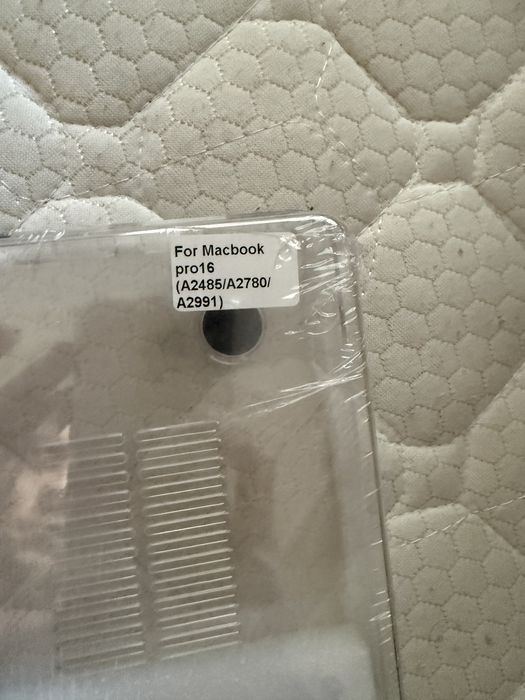 For Macbook
pro16
(A2485/A2780/
A2991)